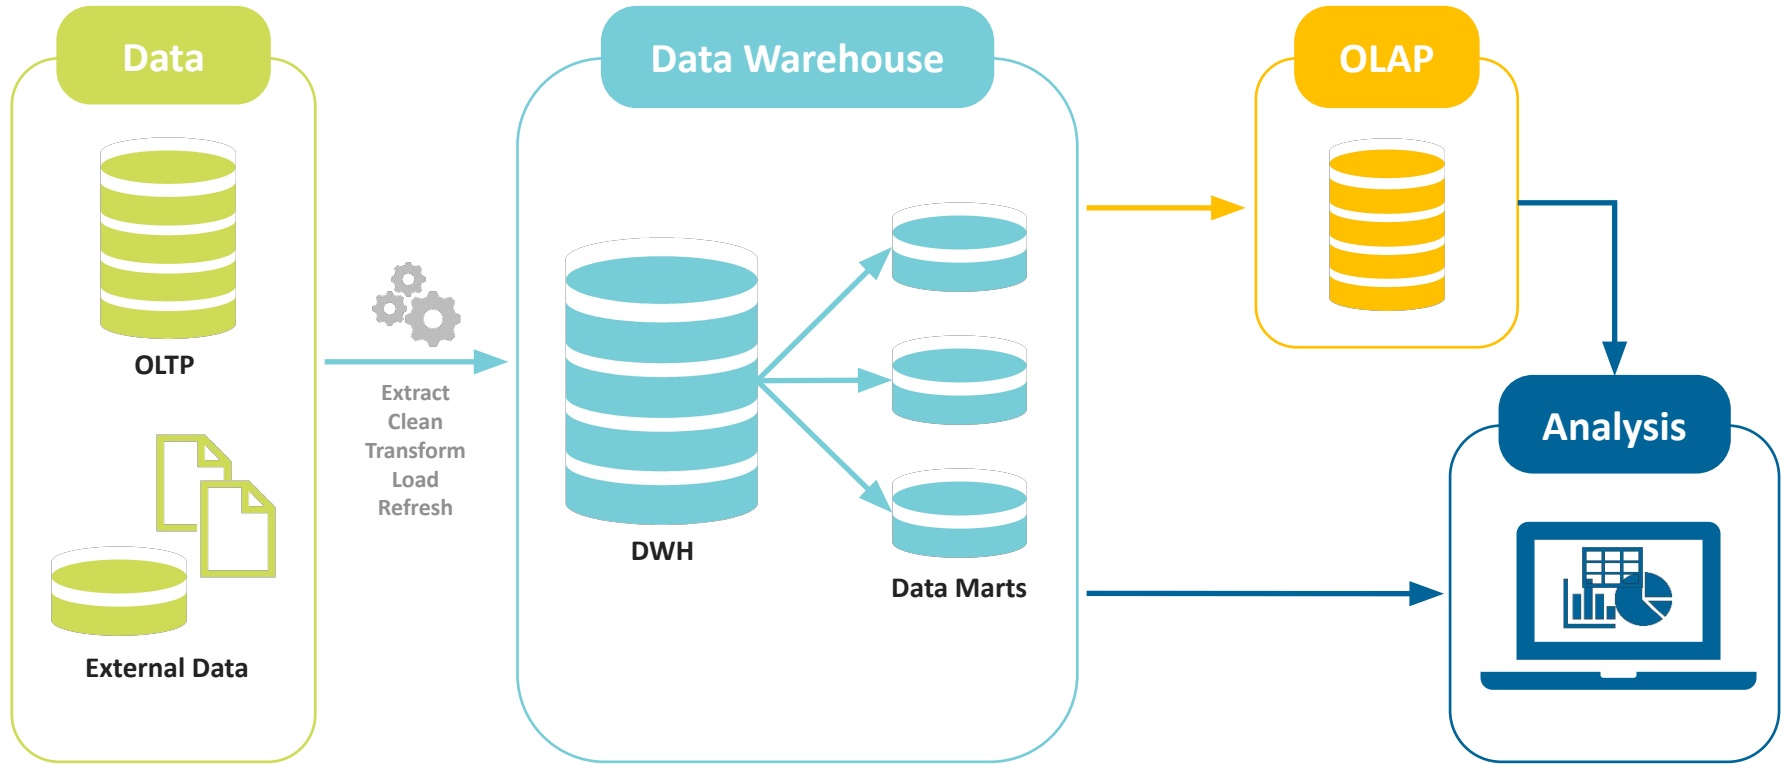 Data
OLTP
External Data
Extract
Clean
Transform
Load
Refresh
Data Warehouse
DWH
Data Marts
OLAP
Analysis